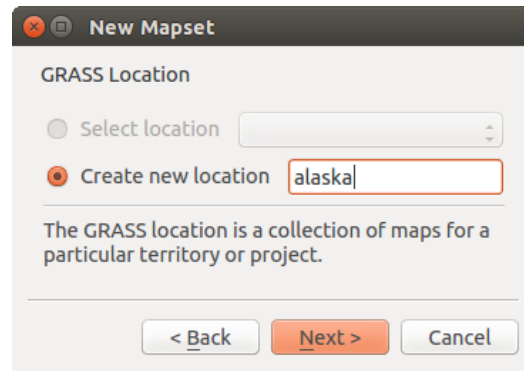 New Mapset
GRASS Location
Select location
Create new location alaska
The GRASS location is a collection of maps for a
particular territory or project.
< Back Next > Cancel